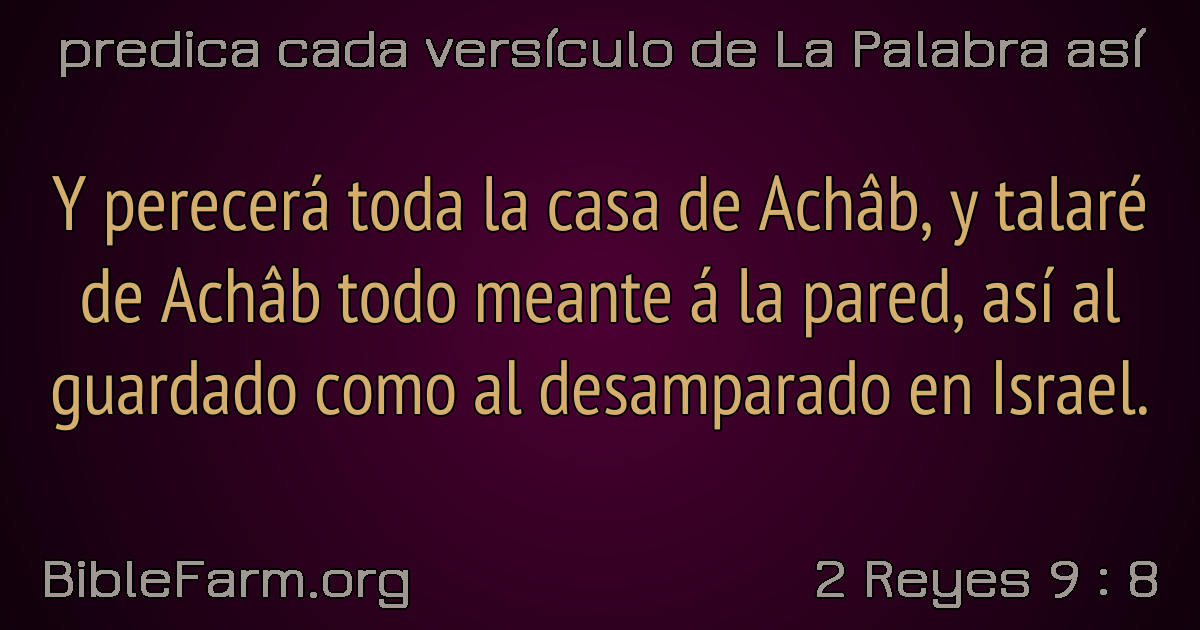 predica cada versículo de La Palabra así
Y perecerá toda la casa de Achâb, y talaré
de Achâb todo meante á la pared, así al
guardado como al desamparado en Israel.
BibleFarm.org
2 Reyes 9 : 8